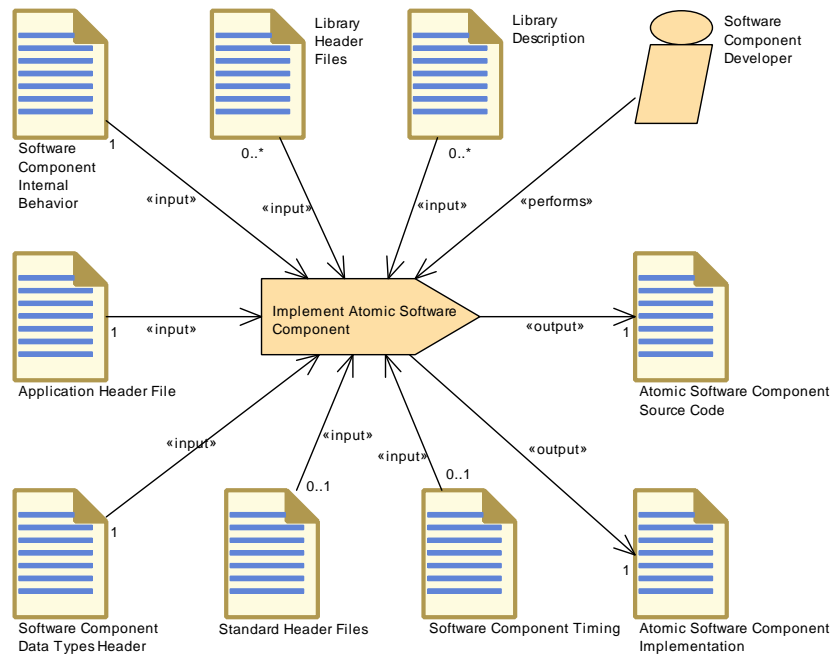 Library
Header
Files
Library
Description
Software
Component
Developer
Software
Component
Internal
Behavior
1
0..*
0..*
«input»
«input»
«input»
«performs»
Implement Atomic Software
Component
1
«input»
«output»
1
Application Header File
Atomic Software Component
Source Code
«input»
«input»
«input»
«output»
1
0..1
0..1
1
Software Component
Data Types Header
Standard Header Files
Software Component Timing
Atomic Software Component
Implementation